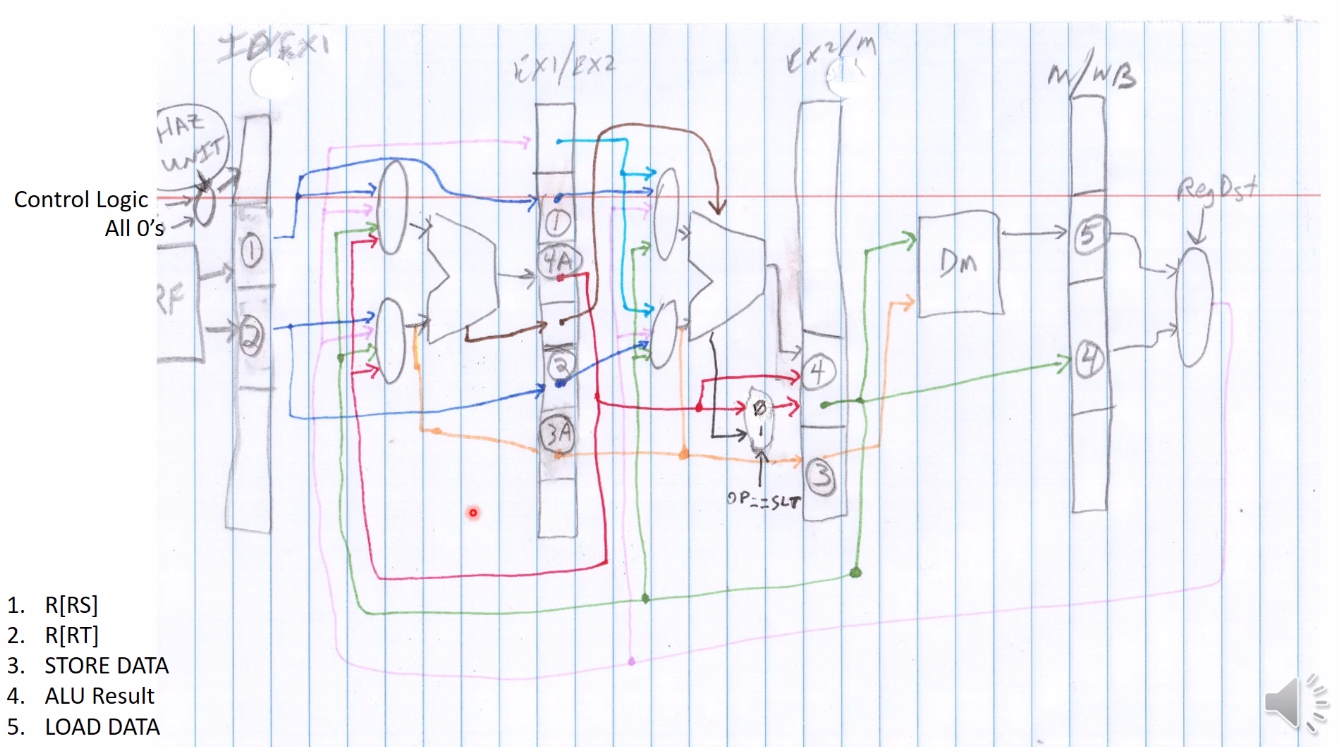 ID/EX1
EX1/EX2
EX2/M
M/WB
HAZ
UNIT
Control Logic
All 0's
RF
1
2
1
4A
2
3A
0
1
OP==SLT
4
3
DM
5
4
RegDst
1. R[RS]
2. R[RT]
3. STORE DATA
4. ALU Result
5. LOAD DATA